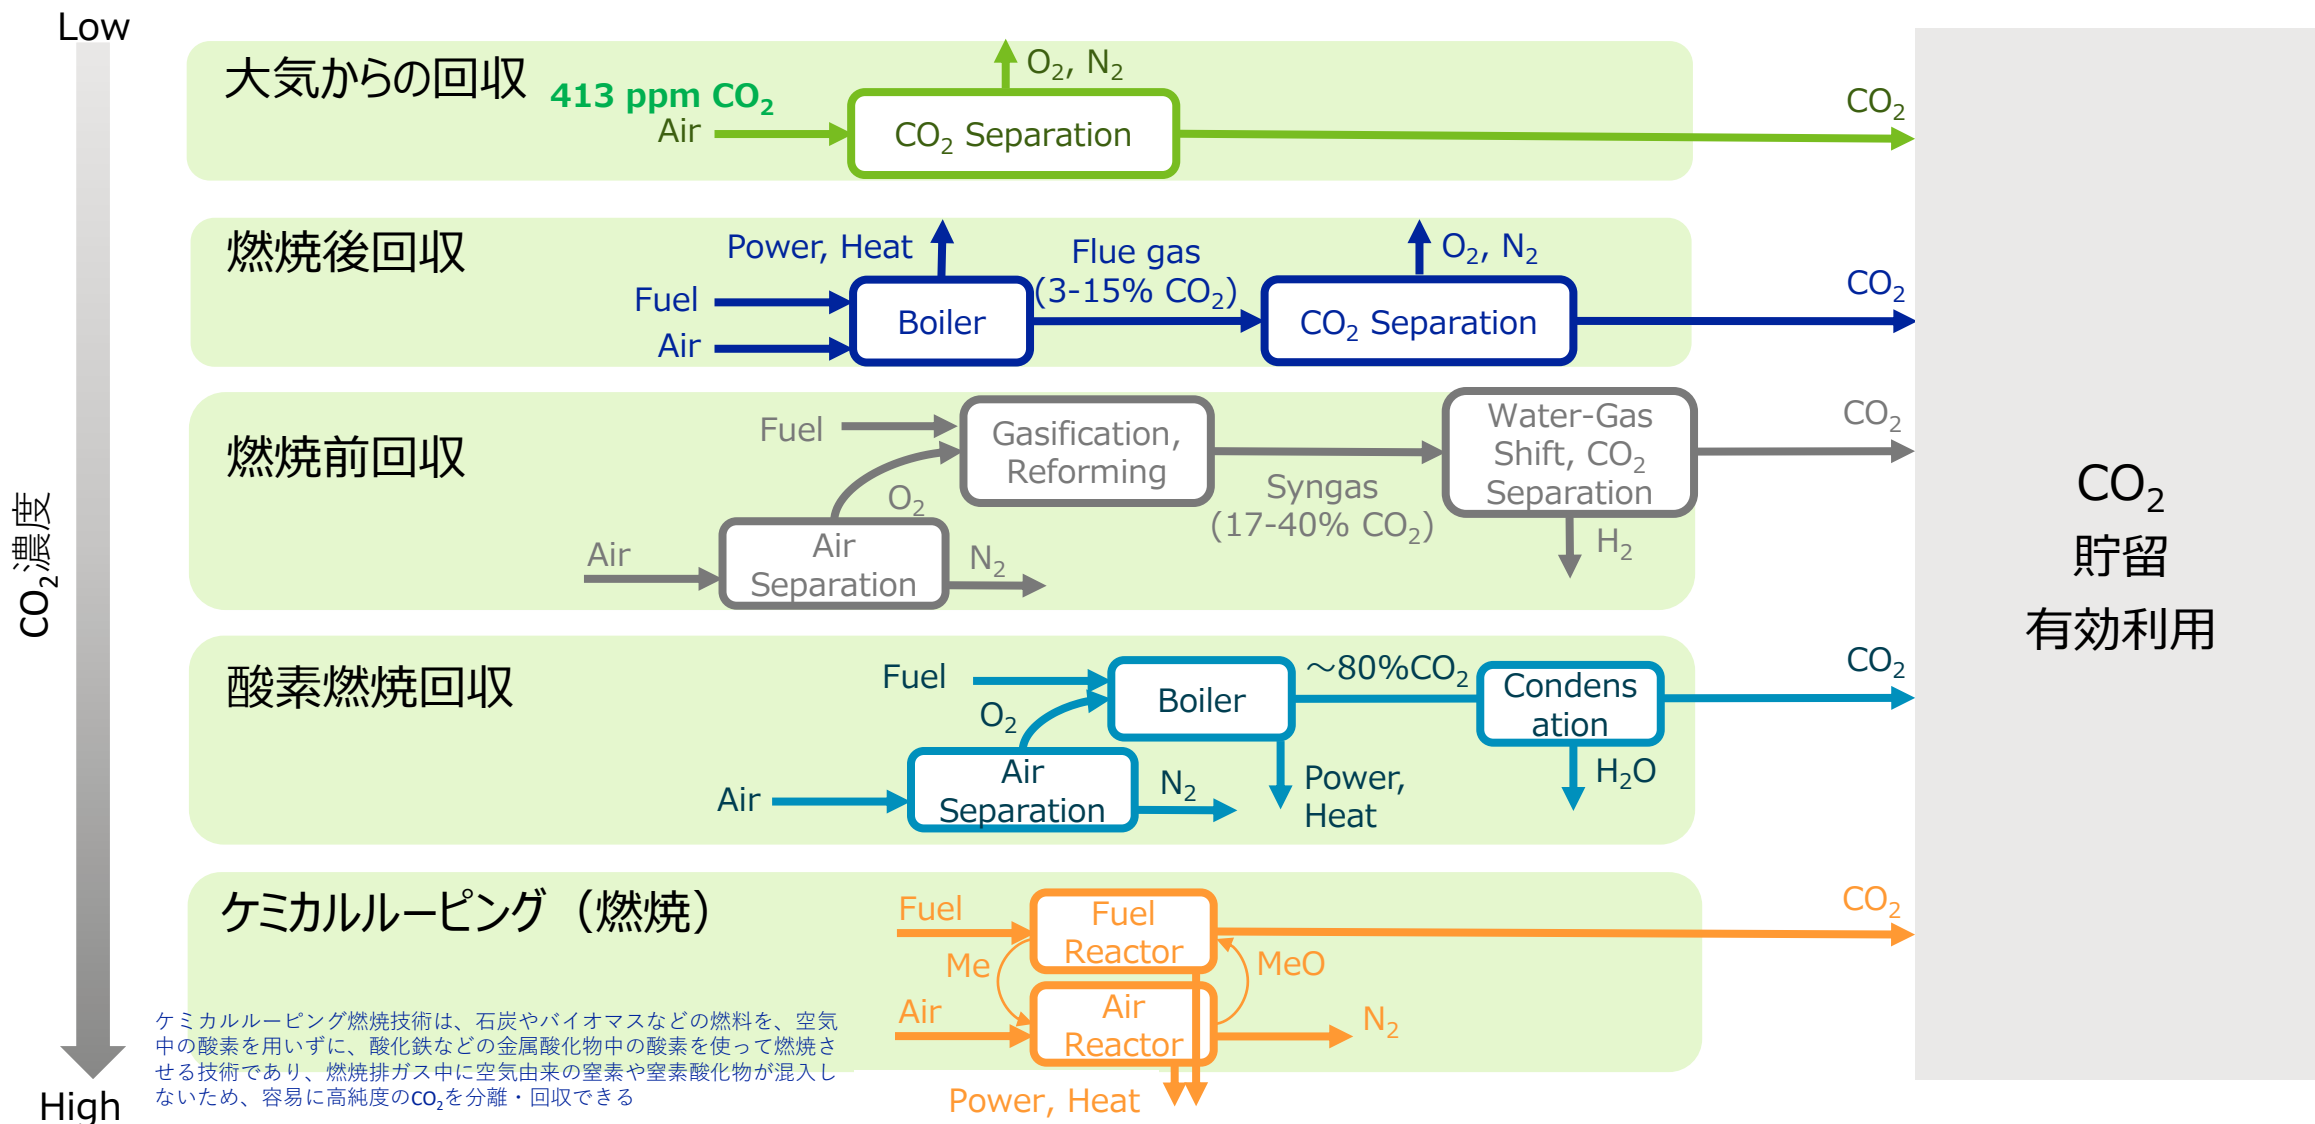 Low
大気からの回収
413 ppm CO₂
Air
O₂, N₂
CO₂ Separation
CO₂
燃焼後回収
Power, Heat
Fuel
Air
Boiler
Flue gas
(3-15% CO₂)
O₂, N₂
CO₂ Separation
CO₂
燃焼前回収
Fuel
Gasification,
Reforming
O₂
Air
Air
Separation
N₂
Syngas
(17-40% CO₂)
Water-Gas
Shift, CO₂
Separation
H₂
CO₂
酸素燃焼回収
Fuel
O₂
Boiler
Air
Air
Separation
N₂
Power,
Heat
～80%CO₂
Condens
ation
H₂O
CO₂
ケミカルルーピング（燃焼）
Fuel
Fuel
Reactor
Me
MeO
Air
Air
Reactor
N₂
Power, Heat
CO₂
ケミカルルーピング燃焼技術は、石炭やバイオマスなどの燃料を、空気
中の酸素を用いずに、酸化鉄などの金属酸化物中の酸素を使って燃焼さ
せる技術であり、燃焼排ガス中に空気由来の窒素や窒素酸化物が混入し
ないため、容易に高純度のCO₂を分離・回収できる
CO₂濃度
High
CO₂
貯留
有効利用